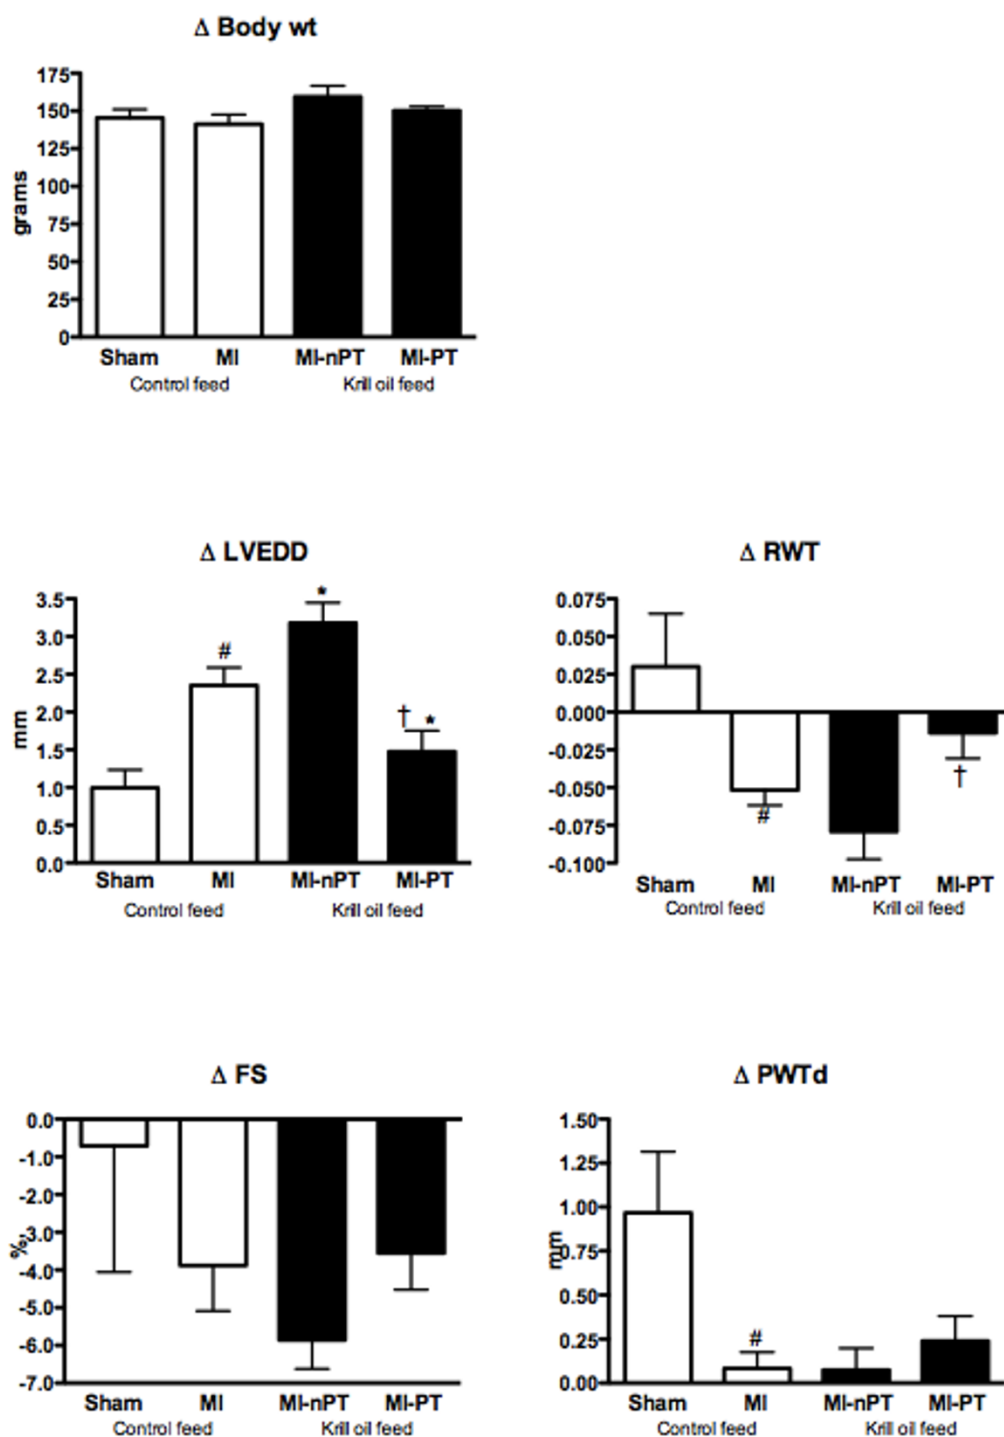 Δ Body wt
175
150
125
100
75
50
25
0
grams
Sham MI MI-nPT MI-PT
Control feed Krill oil feed
Δ LVEDD
3.5
3.0
2.5
2.0
1.5
1.0
0.5
0.0
mm
#
*
† *
Sham MI MI-nPT MI-PT
Control feed Krill oil feed
Δ RWT
0.075
0.050
0.025
0.000
-0.025
-0.050
-0.075
-0.100
#
†
Sham MI MI-nPT MI-PT
Control feed Krill oil feed
Δ FS
0.0
-1.0
-2.0
-3.0
-4.0
-5.0
-6.0
-7.0
%
Sham MI MI-nPT MI-PT
Control feed Krill oil feed
Δ PWTd
1.50
1.25
1.00
0.75
0.50
0.25
0.00
mm
#
Sham MI MI-nPT MI-PT
Control feed Krill oil feed